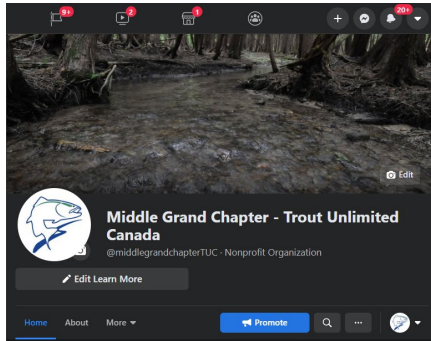 9+
2
1
20+
Edit
Middle Grand Chapter - Trout Unlimited
Canada
@middlegrandchapterTUC · Nonprofit Organization
Edit Learn More
Home About More
Promote